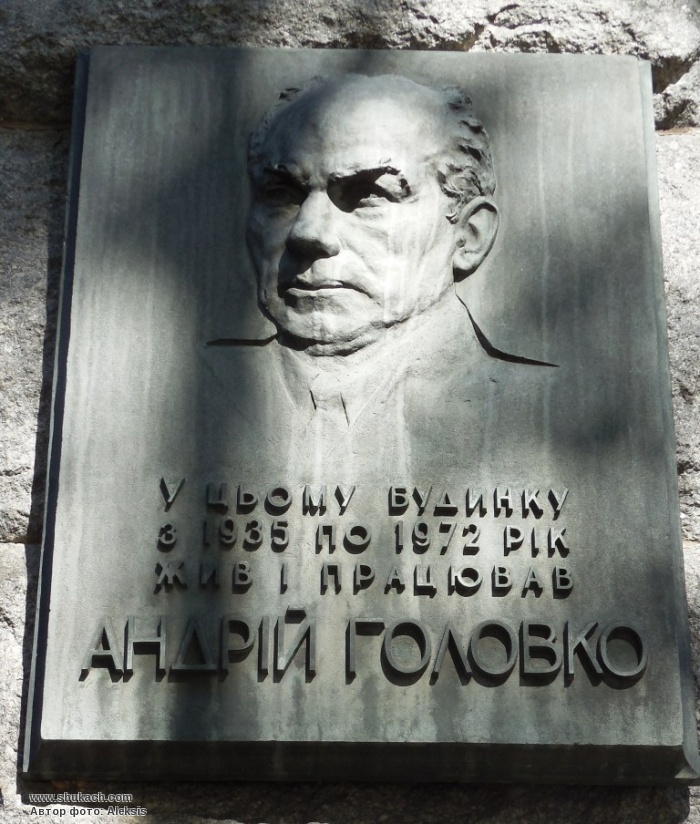 У ЦЬОМУ БУДИНКУ
З 1935 ПО 1972 РІК
ЖИВ І ПРАЦЮВАВ
АНДРІЙ ГОЛОВКО
www.shukach.com
Автор фото: Aleksis